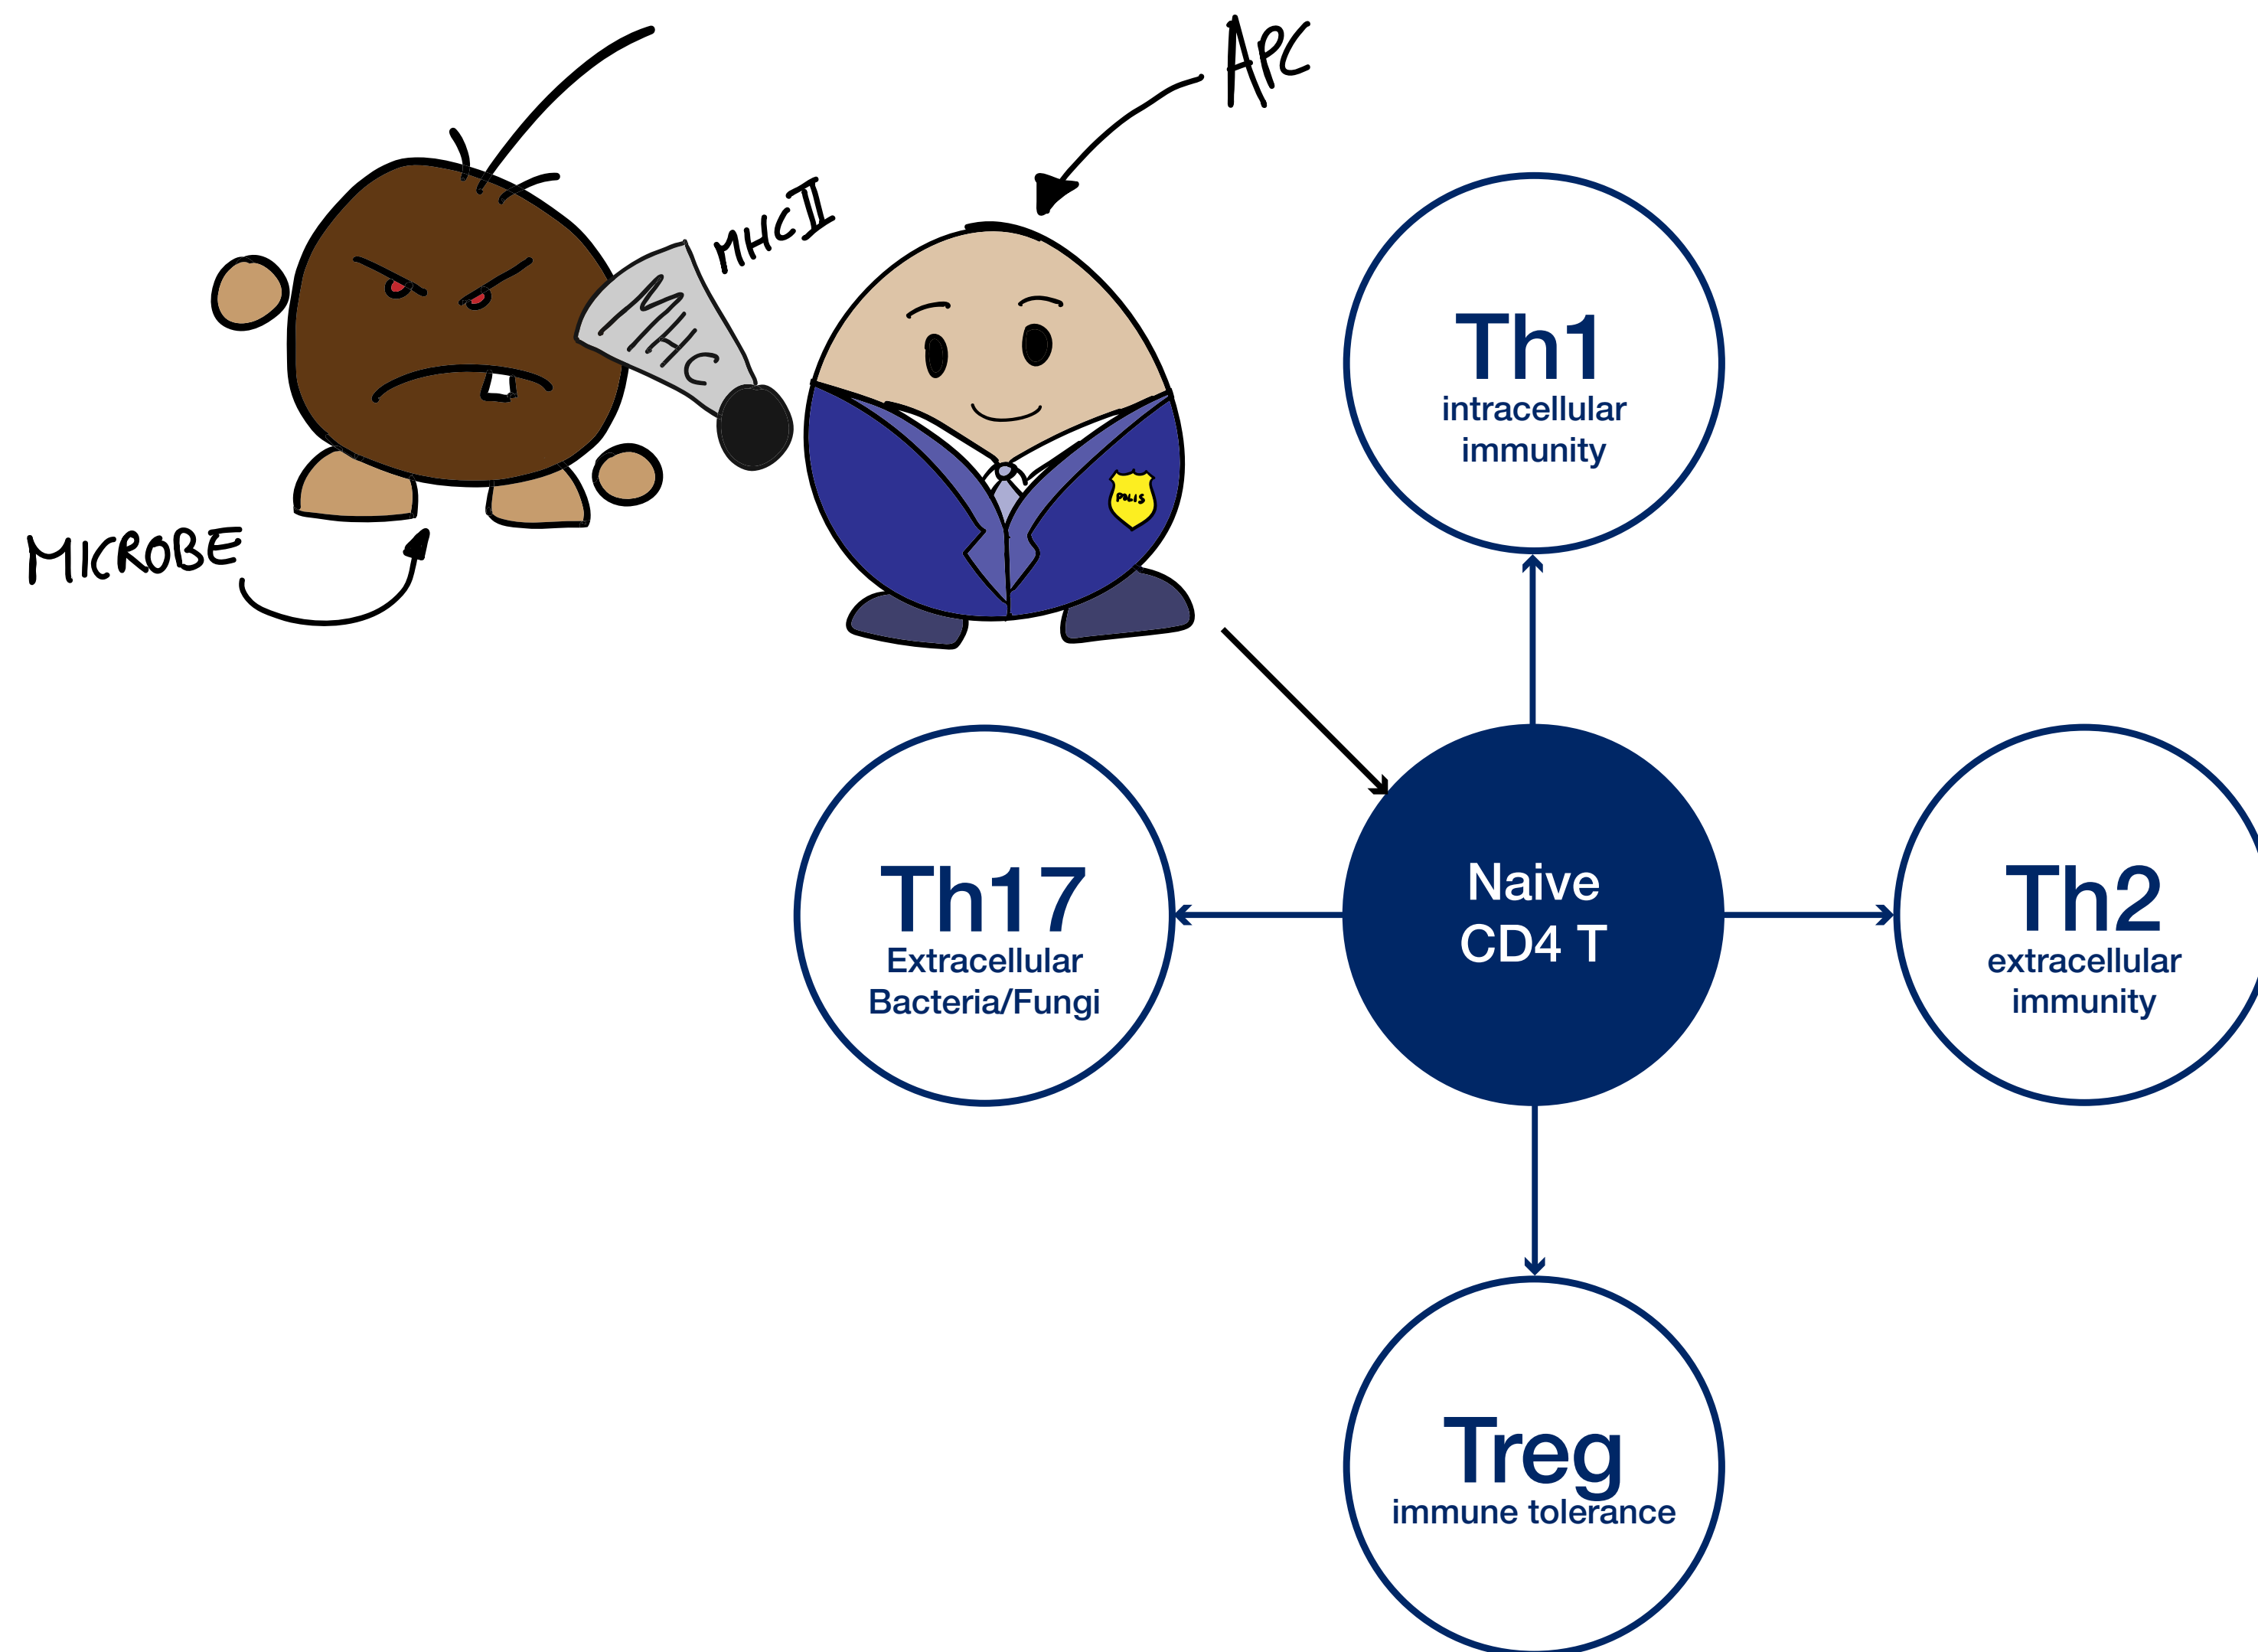 APC
MHCII
MHC
POLIS
MICROBE
Th1
intracellular
immunity
Th17
Extracellular
Bacteria/Fungi
Naive
CD4 T
Th2
extracellular
immunity
Treg
immune tolerance